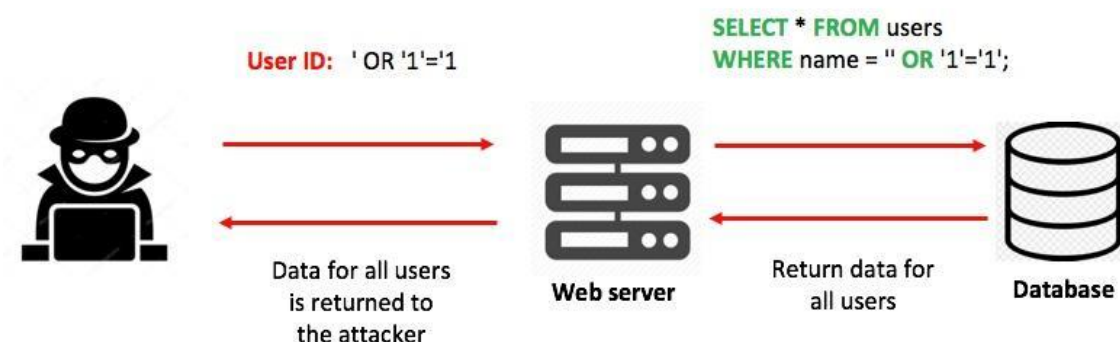 User ID: ' OR '1'='1
SELECT * FROM users
WHERE name = '' OR '1'='1';
Data for all users
is returned to
the attacker
Web server
Return data for
all users
Database